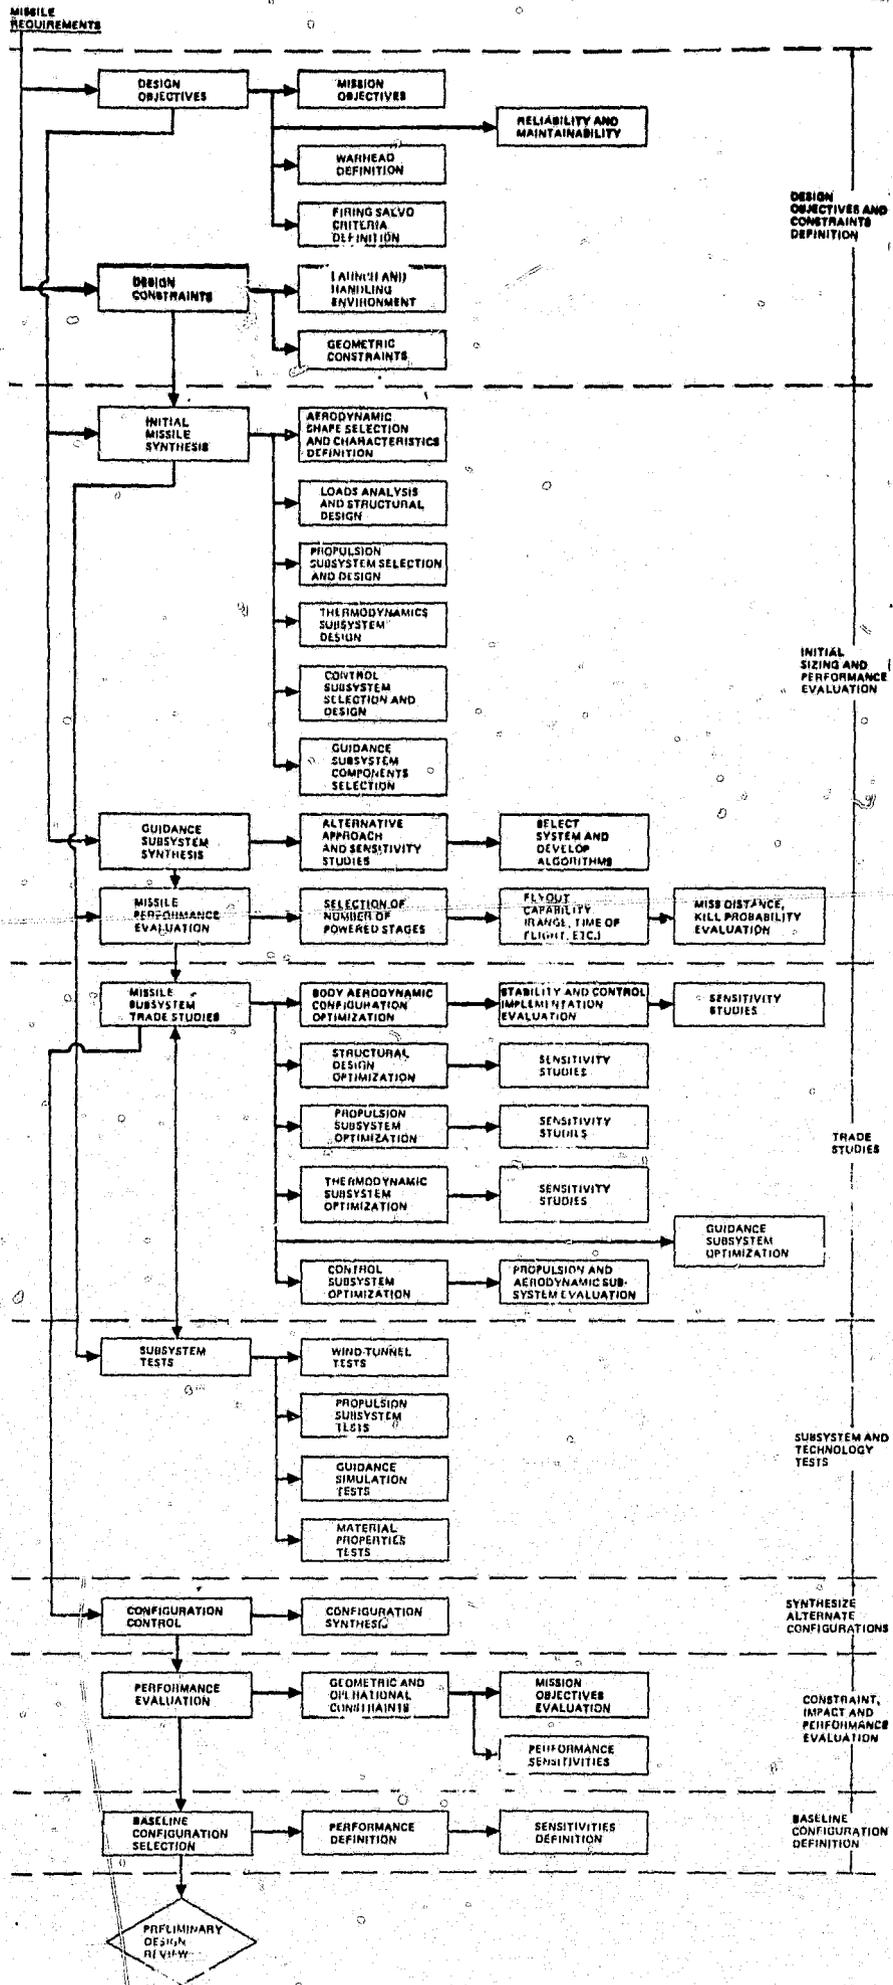 MISSILE
REQUIREMENTS
DESIGN
OBJECTIVES
MISSION
OBJECTIVES
RELIABILITY AND
MAINTAINABILITY
WARHEAD
DEFINITION
FIRING SALVO
CRITERIA
DEFINITION
DESIGN
OBJECTIVES AND
CONSTRAINTS
DEFINITION
DESIGN
CONSTRAINTS
LAUNCH AND
HANDLING
ENVIRONMENT
GEOMETRIC
CONSTRAINTS
INITIAL
MISSILE
SYNTHESIS
AERODYNAMIC
SHAPE SELECTION
AND CHARACTERISTICS
DEFINITION
LOADS ANALYSIS
AND STRUCTURAL
DESIGN
PROPULSION
SUBSYSTEM SELECTION
AND DESIGN
THERMODYNAMICS
SUBSYSTEM
DESIGN
CONTROL
SUBSYSTEM
SELECTION AND
DESIGN
INITIAL
SIZING AND
PERFORMANCE
EVALUATION
GUIDANCE
SUBSYSTEM
COMPONENTS
SELECTION
GUIDANCE
SUBSYSTEM
SYNTHESIS
ALTERNATIVE
APPROACH
AND SENSITIVITY
STUDIES
SELECT
SYSTEM AND
DEVELOP
ALGORITHMS
MISSILE
PERFORMANCE
EVALUATION
SELECTION OF
NUMBER OF
POWERED STAGES
FLYOUT
CAPABILITY
(RANGE, TIME OF
FLIGHT, ETC.)
MISS DISTANCE,
KILL PROBABILITY
EVALUATION
MISSILE
SUBSYSTEM
TRADE STUDIES
BODY AERODYNAMIC
CONFIGURATION
OPTIMIZATION
STABILITY AND CONTROL
IMPLEMENTATION
EVALUATION
SENSITIVITY
STUDIES
STRUCTURAL
DESIGN
OPTIMIZATION
SENSITIVITY
STUDIES
PROPULSION
SUBSYSTEM
OPTIMIZATION
SENSITIVITY
STUDIES
TRADE
STUDIES
THERMODYNAMIC
SUBSYSTEM
OPTIMIZATION
SENSITIVITY
STUDIES
GUIDANCE
SUBSYSTEM
OPTIMIZATION
CONTROL
SUBSYSTEM
OPTIMIZATION
PROPULSION AND
AERODYNAMIC SUB-
SYSTEM EVALUATION
SUBSYSTEM
TESTS
WIND-TUNNEL
TESTS
PROPULSION
SUBSYSTEM
TESTS
SUBSYSTEM AND
TECHNOLOGY
TESTS
GUIDANCE
SIMULATION
TESTS
MATERIAL
PROPERTIES
TESTS
CONFIGURATION
CONTROL
CONFIGURATION
SYNTHESIS
SYNTHESIZE
ALTERNATE
CONFIGURATIONS
PERFORMANCE
EVALUATION
GEOMETRIC AND
OPERATIONAL
CONSTRAINTS
MISSION
OBJECTIVES
EVALUATION
CONSTRAINT,
IMPACT AND
PERFORMANCE
EVALUATION
PERFORMANCE
SENSITIVITIES
BASELINE
CONFIGURATION
SELECTION
PERFORMANCE
DEFINITION
SENSITIVITIES
DEFINITION
BASELINE
CONFIGURATION
DEFINITION
PRELIMINARY
DESIGN
REVIEW